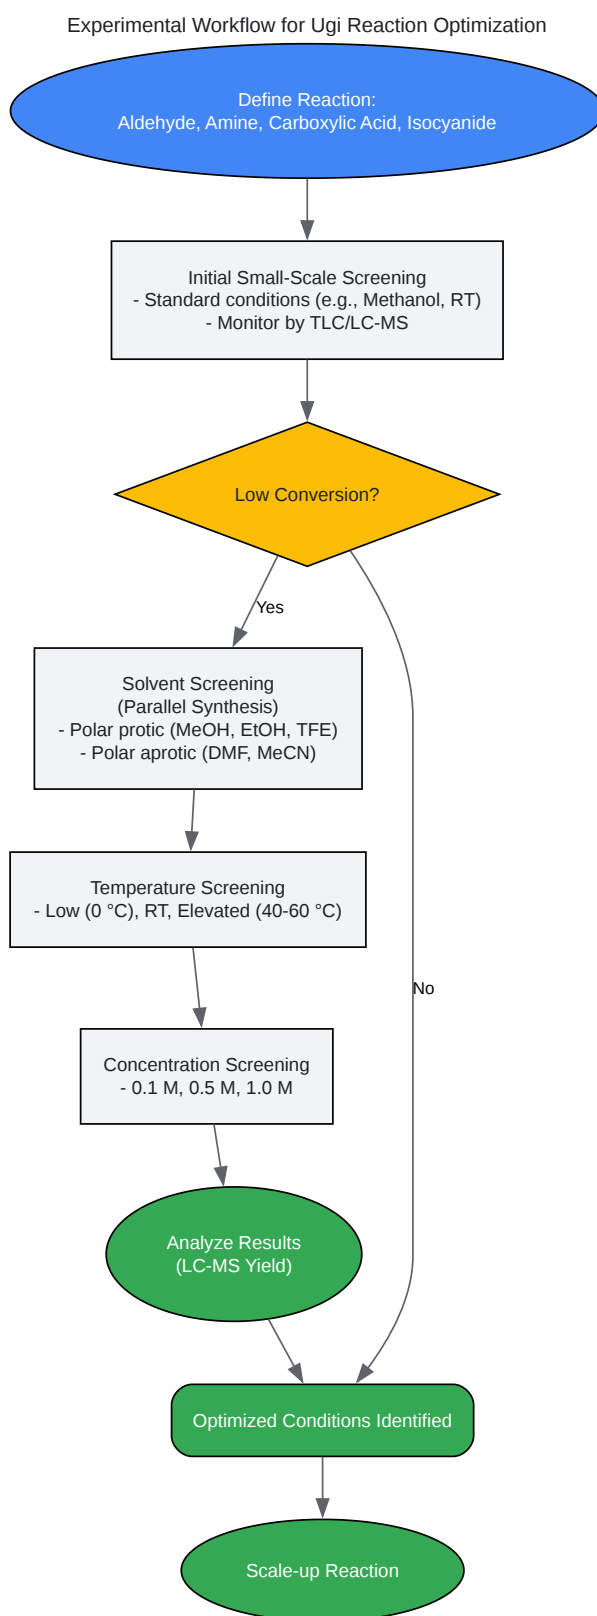 Experimental Workflow for Ugi Reaction Optimization
Define Reaction:
Aldehyde, Amine, Carboxylic Acid, Isocyanide
Initial Small-Scale Screening
- Standard conditions (e.g., Methanol, RT)
- Monitor by TLC/LC-MS
Low Conversion?
Yes
Solvent Screening
(Parallel Synthesis)
- Polar protic (MeOH, EtOH, TFE)
- Polar aprotic (DMF, MeCN)
Temperature Screening
- Low (0 °C), RT, Elevated (40-60 °C)
No
Concentration Screening
- 0.1 M, 0.5 M, 1.0 M
Analyze Results
(LC-MS Yield)
Optimized Conditions Identified
Scale-up Reaction